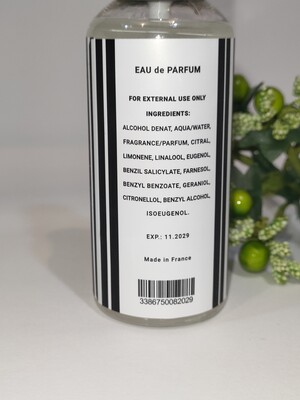 EAU de PARFUM
FOR EXTERNAL USE ONLY
INGREDIENTS:
ALCOHOL DENAT, AQUA/WATER,
FRAGRANCE/PARFUM, CITRAL,
LIMONENE, LINALOOL, EUGENOL,
BENZIL SALICYLATE, FARNESOL,
BENZYL BENZOATE, GERANIOL,
CITRONELLOL, BENZYL ALCOHOL,
ISOEUGENOL.
EXP.: 11.2029
Made in France
3386750082029